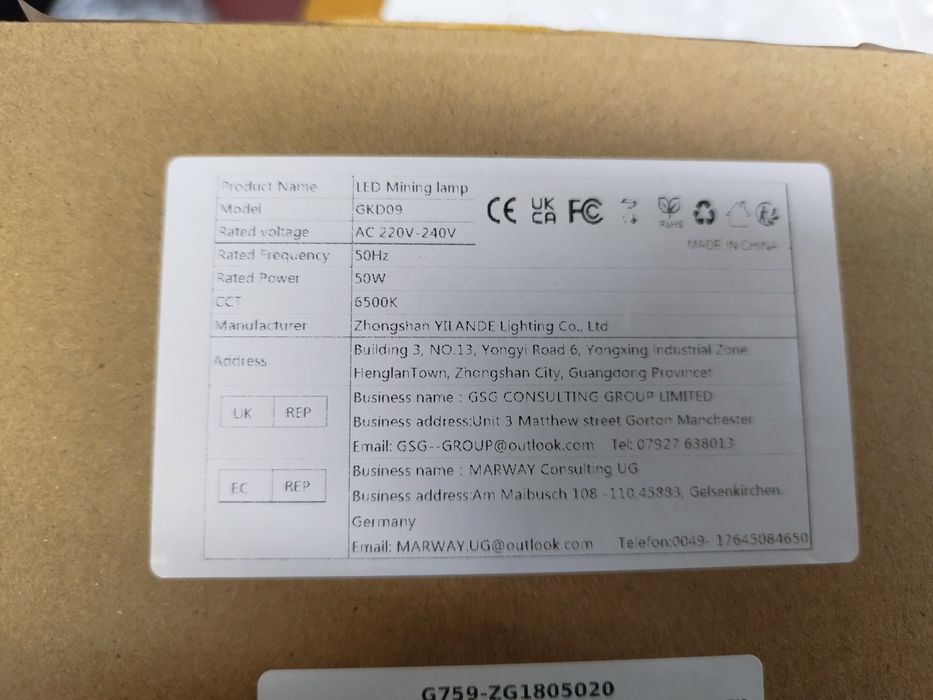 Product Name LED Mining lamp
Model GKD09
Rated voltage AC 220V-240V
CE UK CA FC RoHS
MADE IN CHINA
Rated Frequency 50Hz
Rated Power 50W
CCT 6500K
Manufacturer Zhongshan YILANDE Lighting Co., Ltd
Address Building 3, NO.13, Yongyi Road 6, Yongxing Industrial Zone,
HenglanTown, Zhongshan City, Guangdong Provincet
UK REP Business name : GSG CONSULTING GROUP LIMITED
Business address:Unit 3 Matthew street Gorton Manchester
Email: GSG--GROUP@outlook.com Tel: 07927 638013
EC REP Business name : MARWAY Consulting UG
Business address:Am Maibusch 108 -110,45883, Gelsenkirchen.
Germany
Email: MARWAY.UG@outlook.com Telefon:0049- 17645084650
G759-ZG1805020